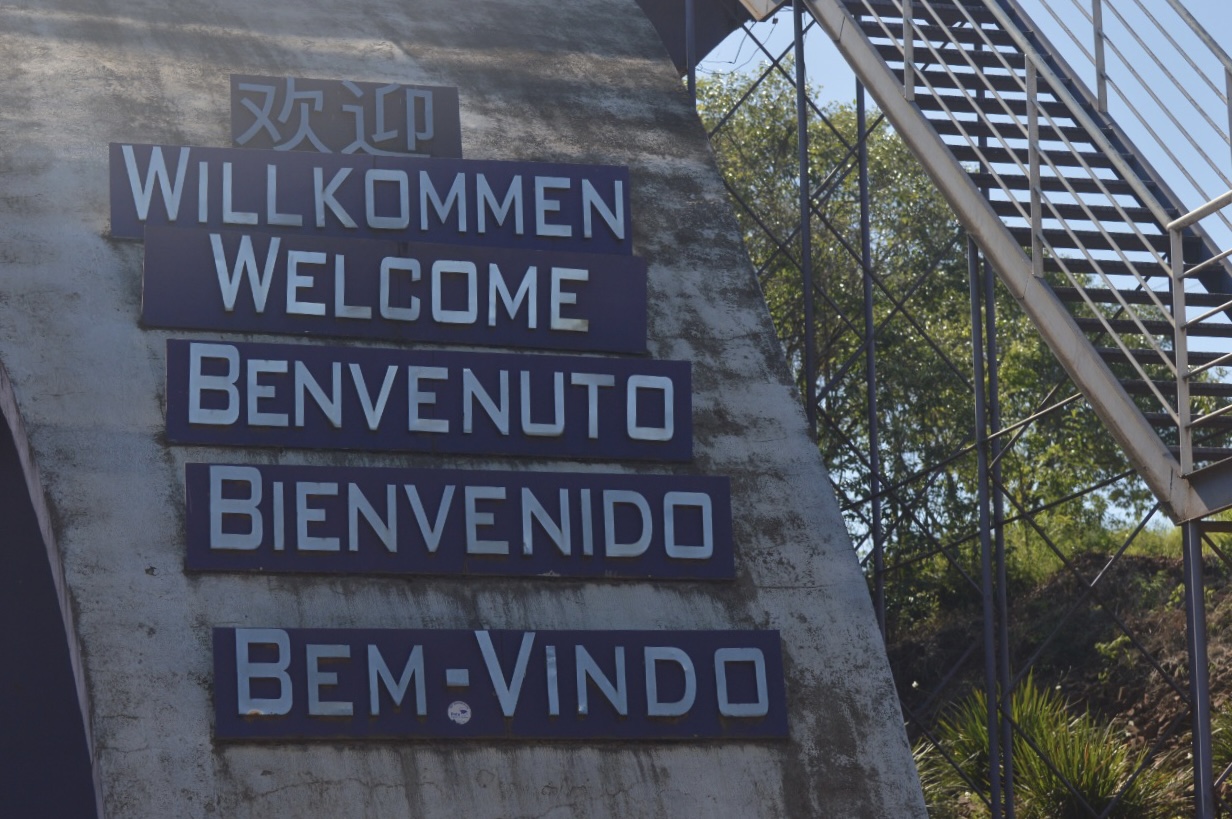 欢迎
WILLKOMMEN
WELCOME
BENVENUTO
BIENVENIDO
BEM-VINDO